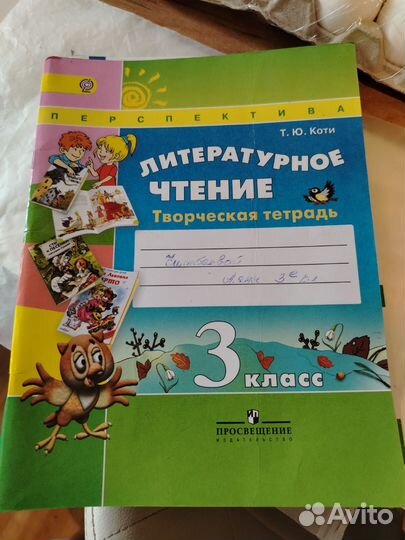 ПЕРСПЕКТИВА
Т. Ю. Коти
ЛИТЕРАТУРНОЕ
ЧТЕНИЕ
Творческая тетрадь
3 класс
ПРОСВЕЩЕНИЕ
ИЗДАТЕЛЬСТВО
Avito